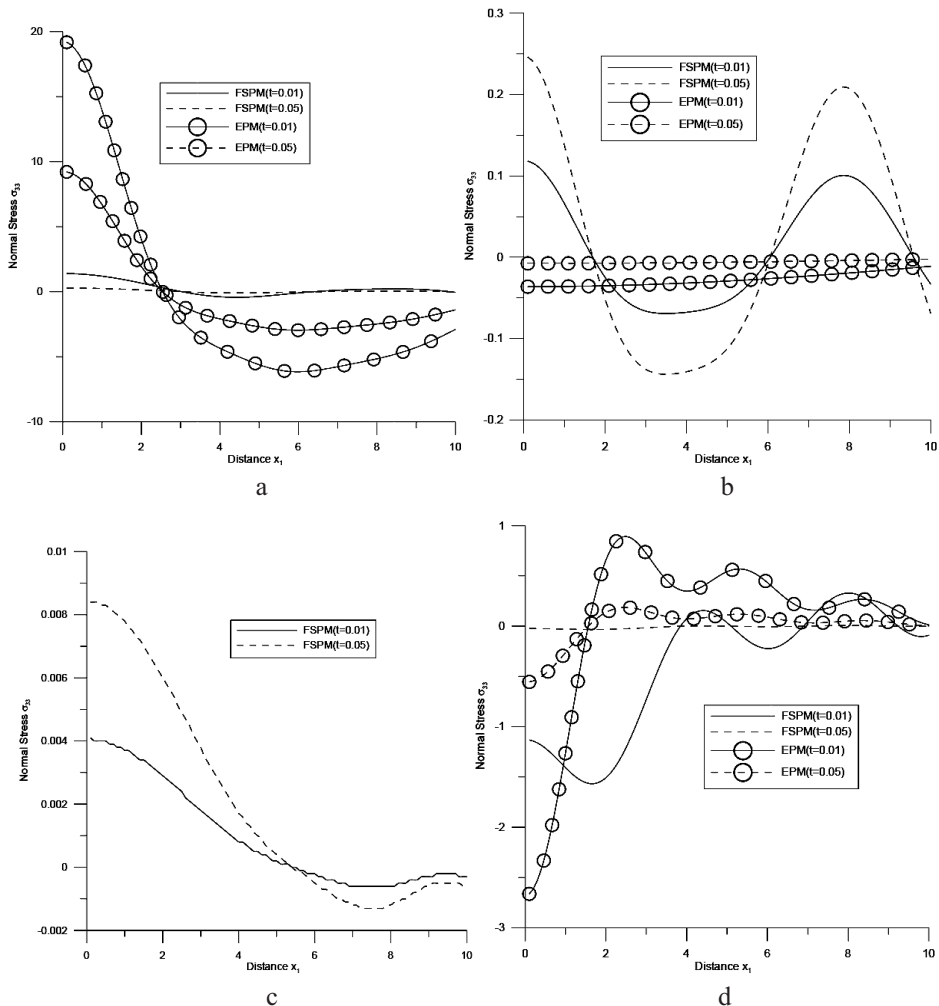 20
10
0
-10
Normal Stress σ33
FSPM(t=0.01)
FSPM(t=0.05)
EPM(t=0.01)
EPM(t=0.05)
0 2 4 6 8 10
Distance x1
a
0.3
0.2
0.1
0
-0.1
-0.2
Normal Stress σ33
FSPM(t=0.01)
FSPM(t=0.05)
EPM(t=0.01)
EPM(t=0.05)
0 2 4 6 8 10
Distance x1
b
0.01
0.008
0.006
0.004
0.002
0
-0.002
Normal Stress σ33
FSPM(t=0.01)
FSPM(t=0.05)
0 2 4 6 8 10
Distance x1
c
1
0
-1
-2
-3
Normal Stress σ33
FSPM(t=0.01)
FSPM(t=0.05)
EPM(t=0.01)
EPM(t=0.05)
0 2 4 6 8 10
Distance x1
d